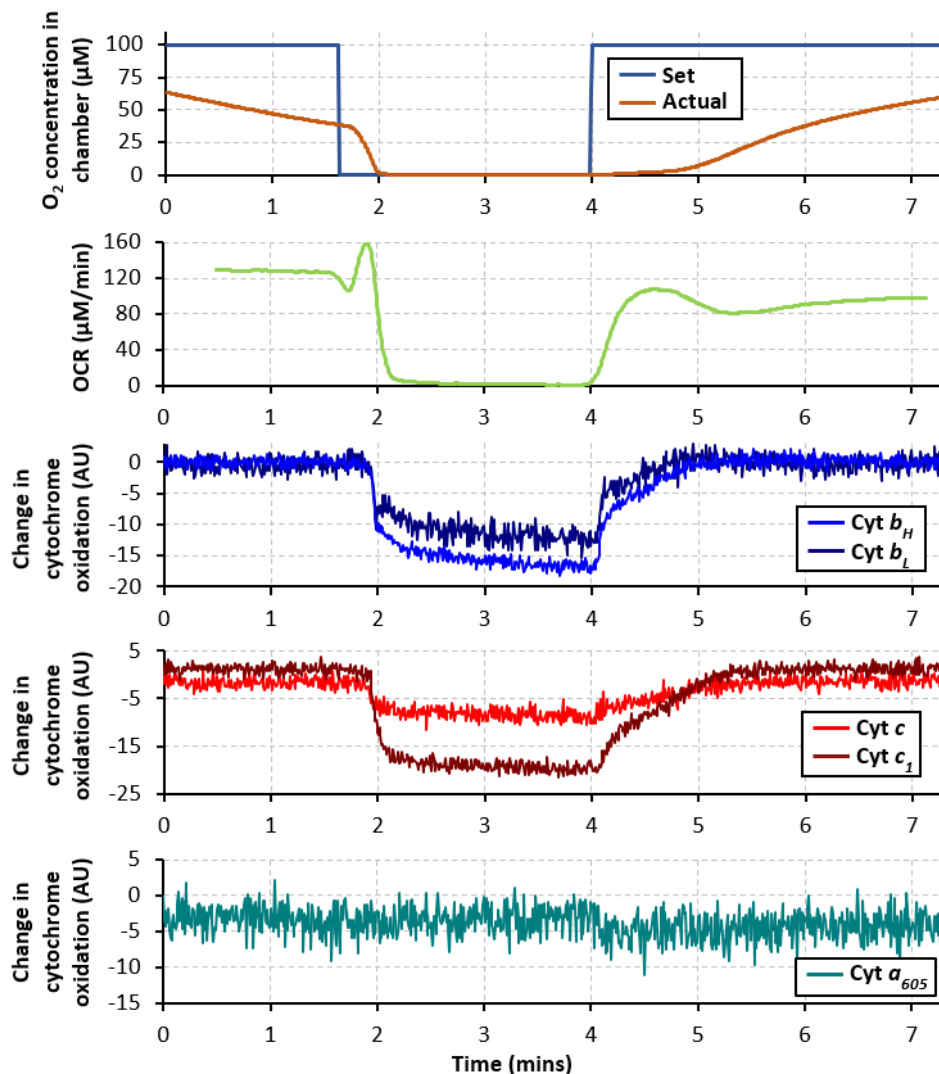 O2 concentration in
chamber (µM)
100
75
50
25
0
Set
Actual
0 1 2 3 4 5 6 7
OCR (µM/min)
160
120
80
40
0
0 1 2 3 4 5 6 7
Change in
cytochrome
oxidation (AU)
0
-5
-10
-15
-20
Cyt bH
Cyt bL
0 1 2 3 4 5 6 7
Change in
cytochrome
oxidation (AU)
5
-5
-15
-25
Cyt c
Cyt c1
0 1 2 3 4 5 6 7
Change in
cytochrome
oxidation (AU)
5
0
-5
-10
-15
Cyt a605
0 1 2 3 4 5 6 7
Time (mins)